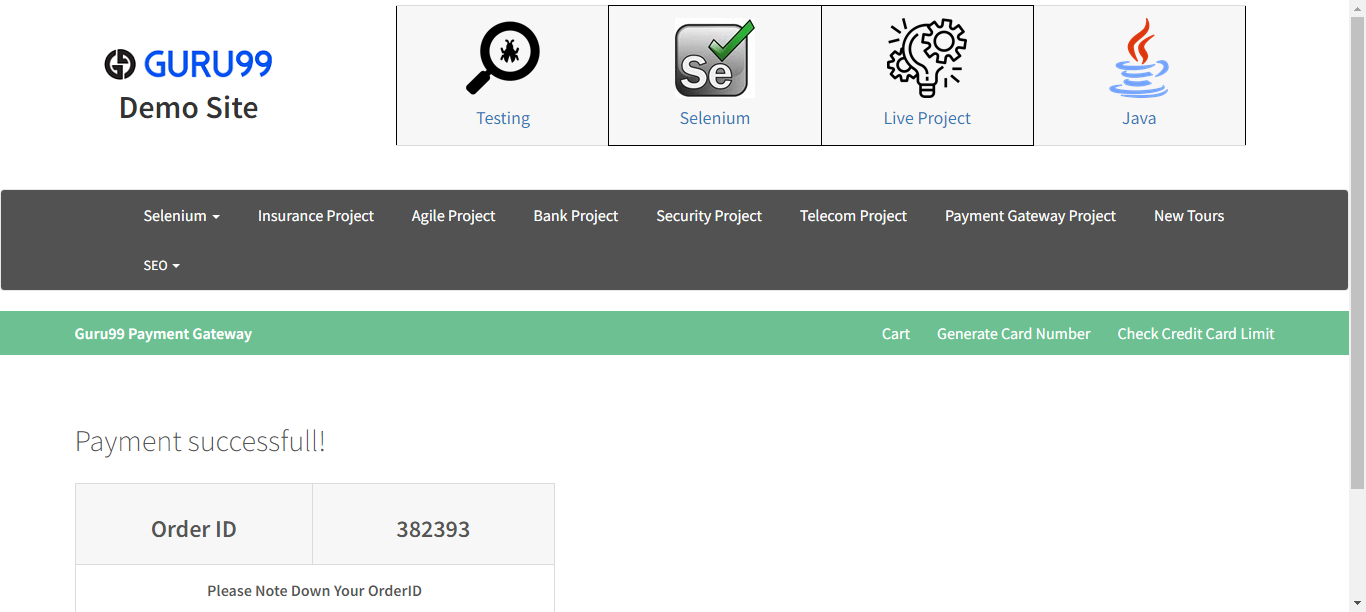 GURU99
Demo Site
Se
Testing
Selenium
Live Project
Java
Selenium
Insurance Project
Agile Project
Bank Project
Security Project
Telecom Project
Payment Gateway Project
New Tours
SEO
Guru99 Payment Gateway
Cart
Generate Card Number
Check Credit Card Limit
Payment successfull!
Order ID
382393
Please Note Down Your OrderID